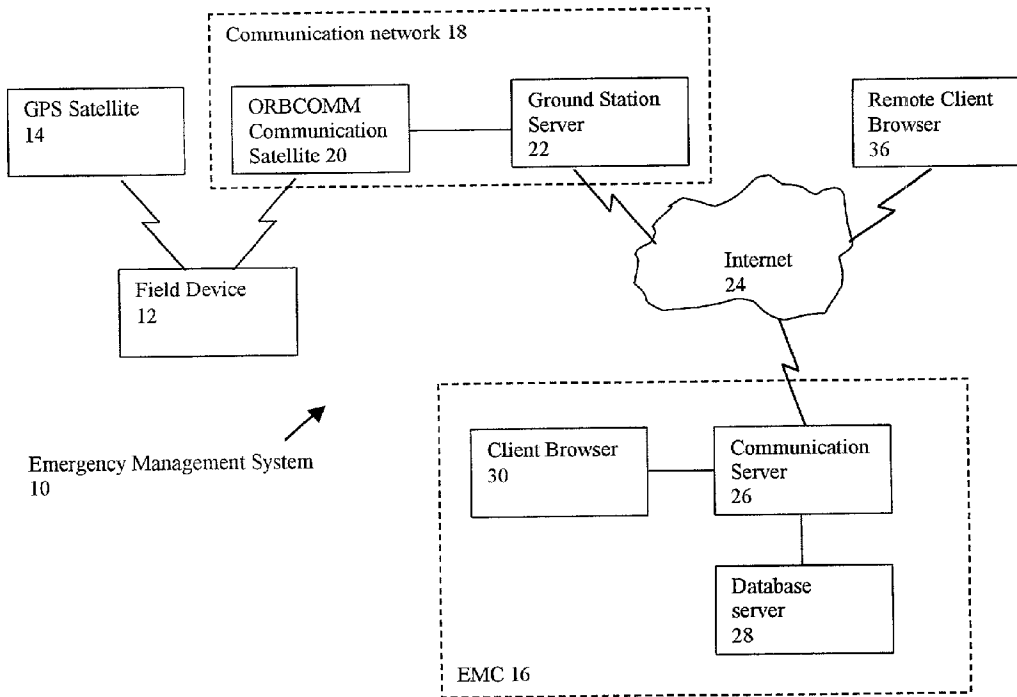 Communication network 18
GPS Satellite
14
ORBCOMM
Communication
Satellite 20
Ground Station
Server
22
Remote Client
Browser
36
Field Device
12
Internet
24
Emergency Management System
10
Client Browser
30
Communication
Server
26
Database
server
28
EMC 16